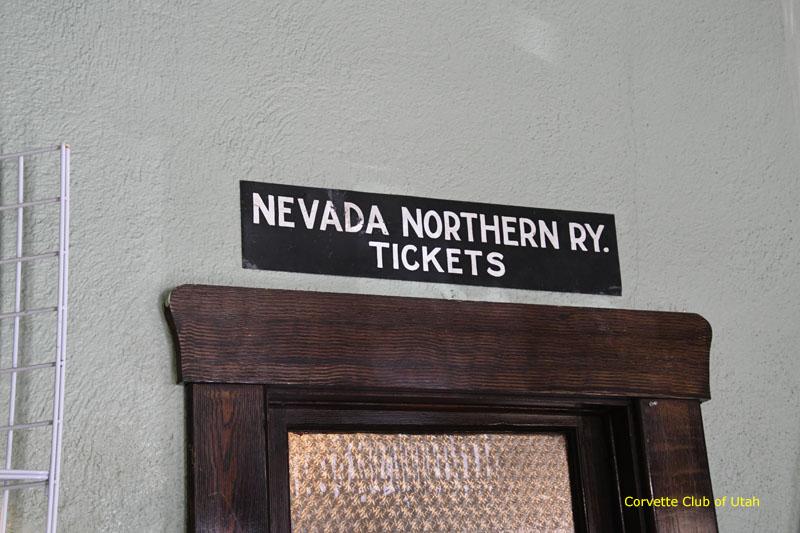 NEVADA NORTHERN RY.
TICKETS
Corvette Club of Utah